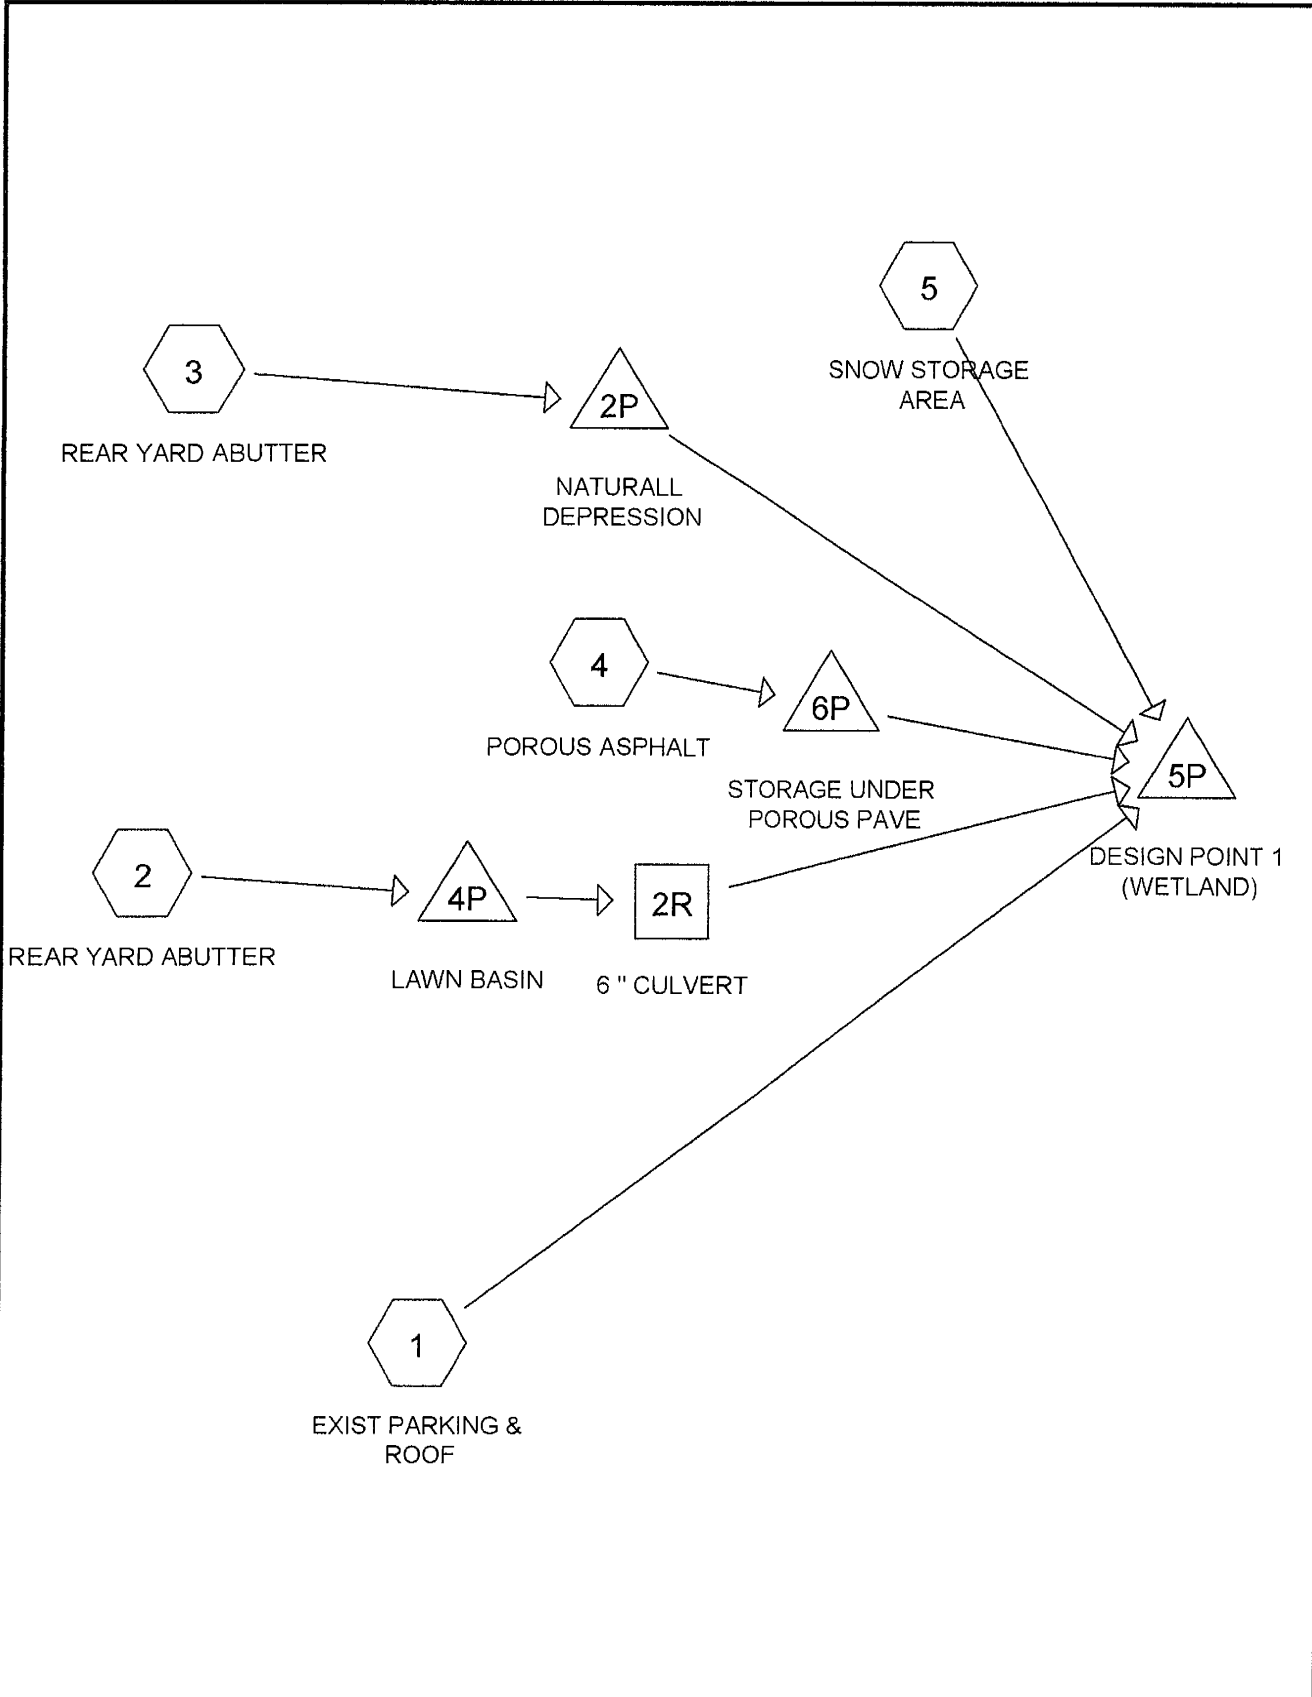 5
SNOW STORAGE
AREA
3
REAR YARD ABUTTER
2P
NATURALL
DEPRESSION
4
POROUS ASPHALT
6P
STORAGE UNDER
POROUS PAVE
5P
DESIGN POINT 1
(WETLAND)
2
REAR YARD ABUTTER
4P
LAWN BASIN
2R
6 " CULVERT
1
EXIST PARKING &
ROOF